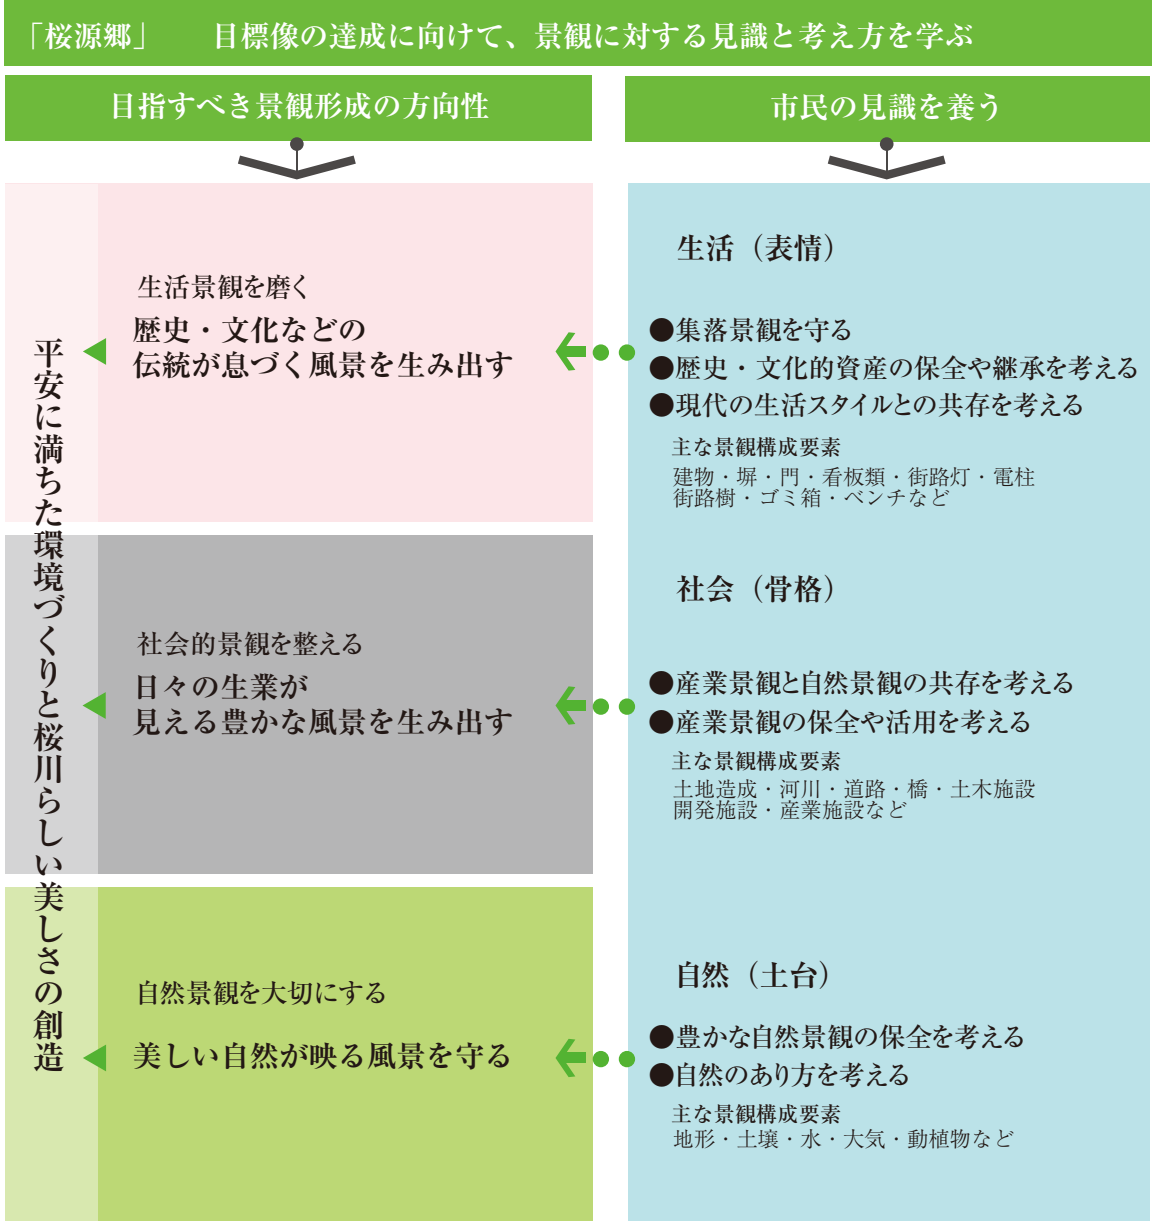 「桜源郷」　　目標像の達成に向けて、景観に対する見識と考え方を学ぶ
目指すべき景観形成の方向性
平安に満ちた環境づくりと桜川らしい美しさの創造
生活景観を磨く
歴史・文化などの
伝統が息づく風景を生み出す
社会的景観を整える
日々の生業が
見える豊かな風景を生み出す
自然景観を大切にする
美しい自然が映る風景を守る
市民の見識を養う
生活（表情）
●集落景観を守る
●歴史・文化的資産の保全や継承を考える
●現代の生活スタイルとの共存を考える
主な景観構成要素
建物・塀・門・看板類・街路灯・電柱
街路樹・ゴミ箱・ベンチなど
社会（骨格）
●産業景観と自然景観の共存を考える
●産業景観の保全や活用を考える
主な景観構成要素
土地造成・河川・道路・橋・土木施設
開発施設・産業施設など
自然（土台）
●豊かな自然景観の保全を考える
●自然のあり方を考える
主な景観構成要素
地形・土壌・水・大気・動植物など